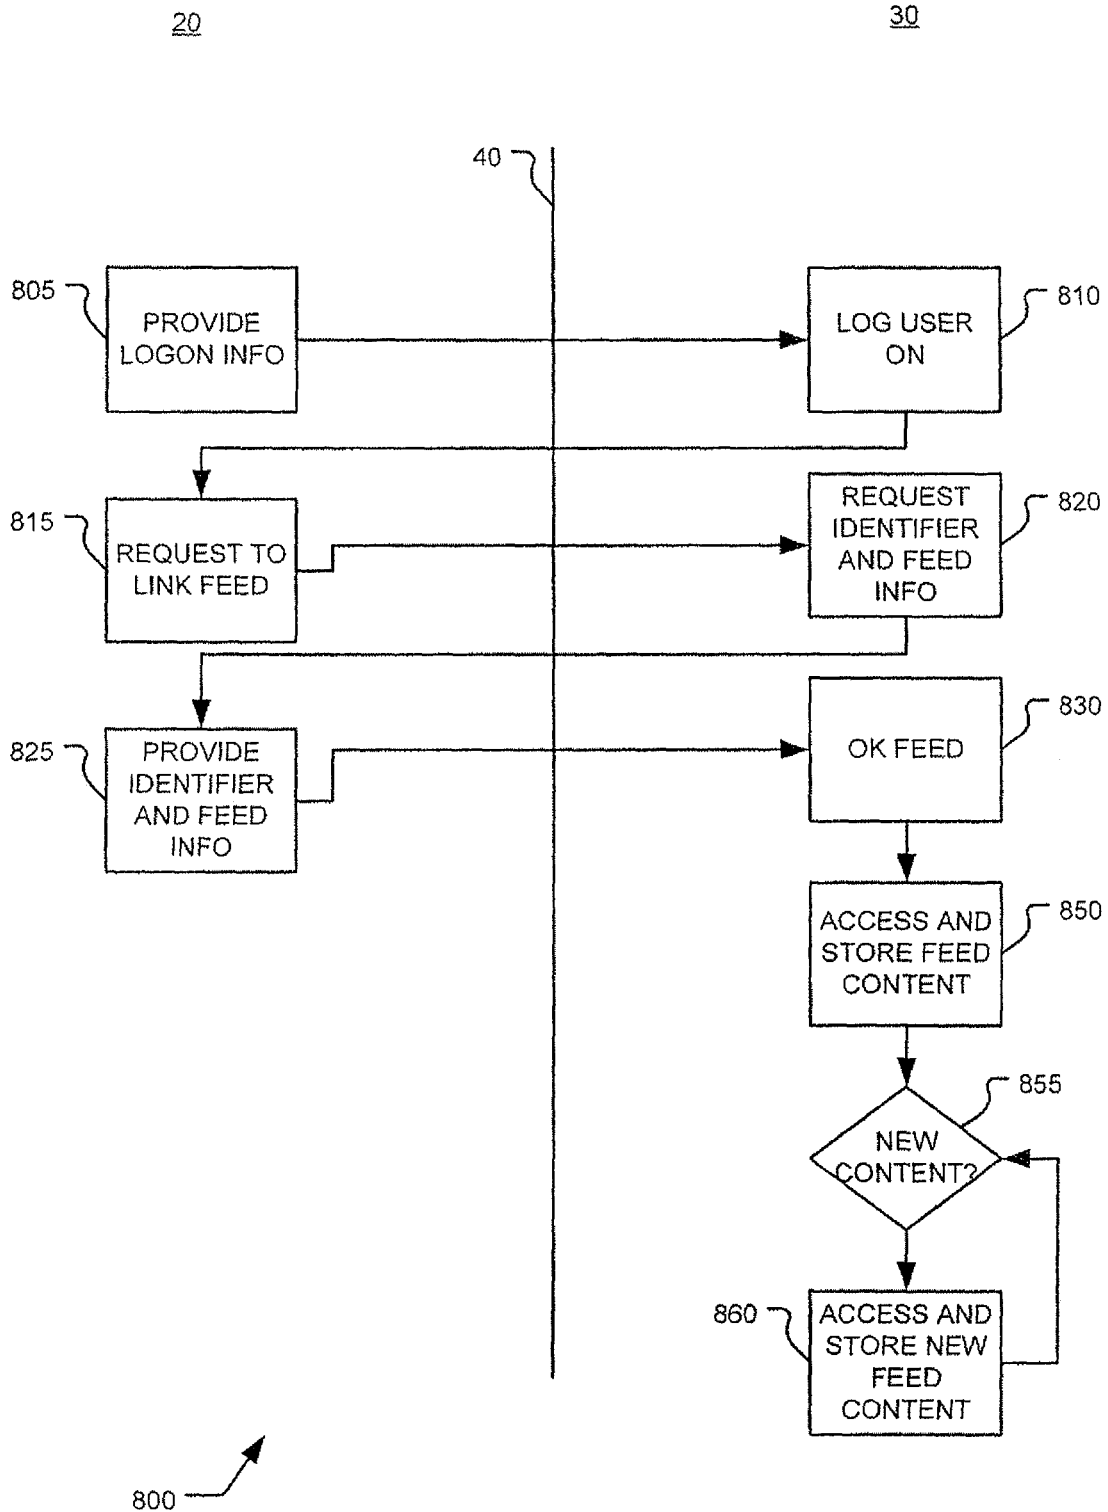 20
30
40
805
PROVIDE
LOGON INFO
LOG USER
ON
810
815
REQUEST TO
LINK FEED
REQUEST
IDENTIFIER
AND FEED
INFO
820
825
PROVIDE
IDENTIFIER
AND FEED
INFO
OK FEED
830
ACCESS AND
STORE FEED
CONTENT
850
855
NEW
CONTENT?
860
ACCESS AND
STORE NEW
FEED
CONTENT
800